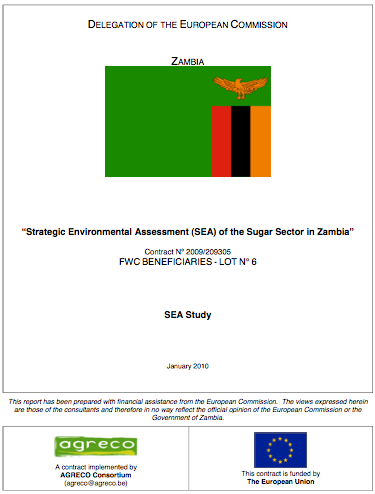 DELEGATION OF THE EUROPEAN COMMISSION
ZAMBIA
“Strategic Environmental Assessment (SEA) of the Sugar Sector in Zambia”
Contract N° 2009/209305
FWC BENEFICIARIES - LOT N° 6
SEA Study
January 2010
This report has been prepared with financial assistance from the European Commission. The views expressed herein
are those of the consultants and therefore in no way reflect the official opinion of the European Commission or the
Government of Zambia.
agreco
A contract implemented by
AGRECO Consortium
(agreco@agreco.be)
This contract is funded by
The European Union